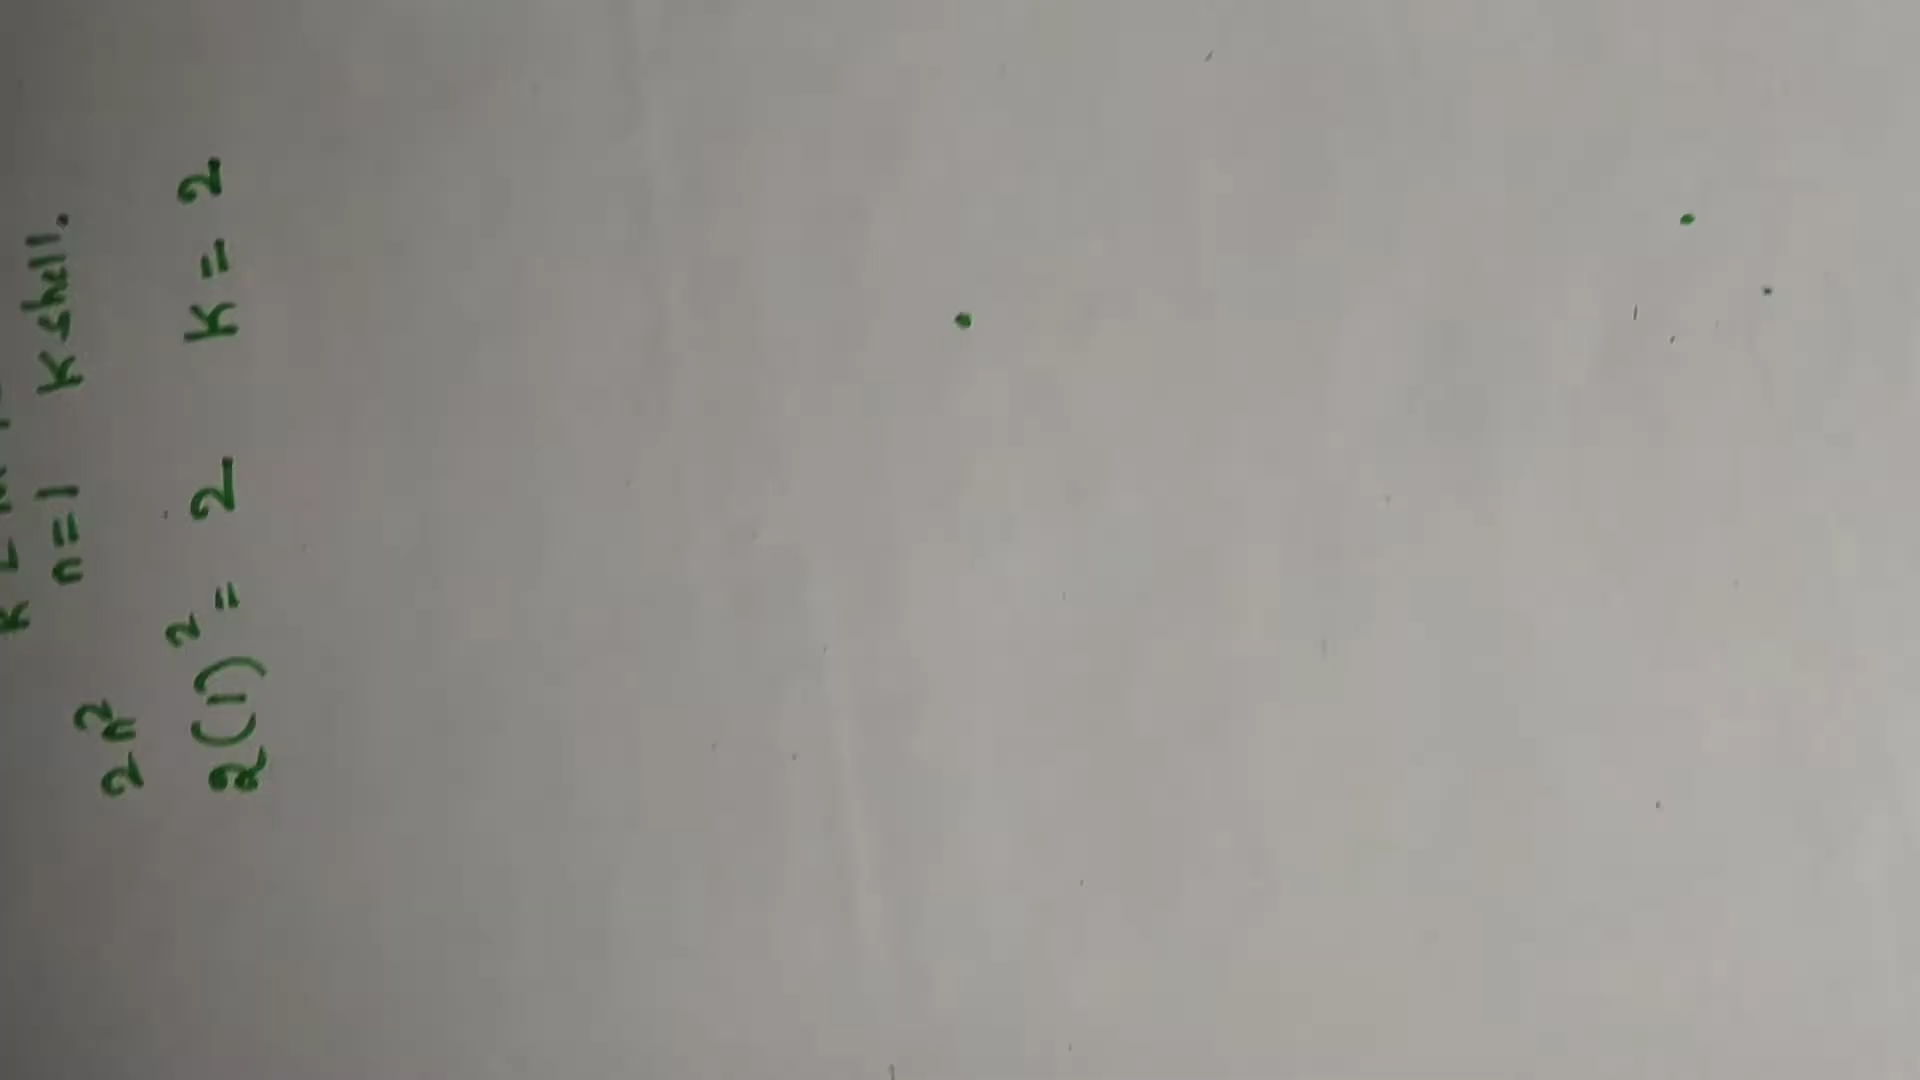 n=1 K shell.
2n²
2(1)² = 2 K = 2